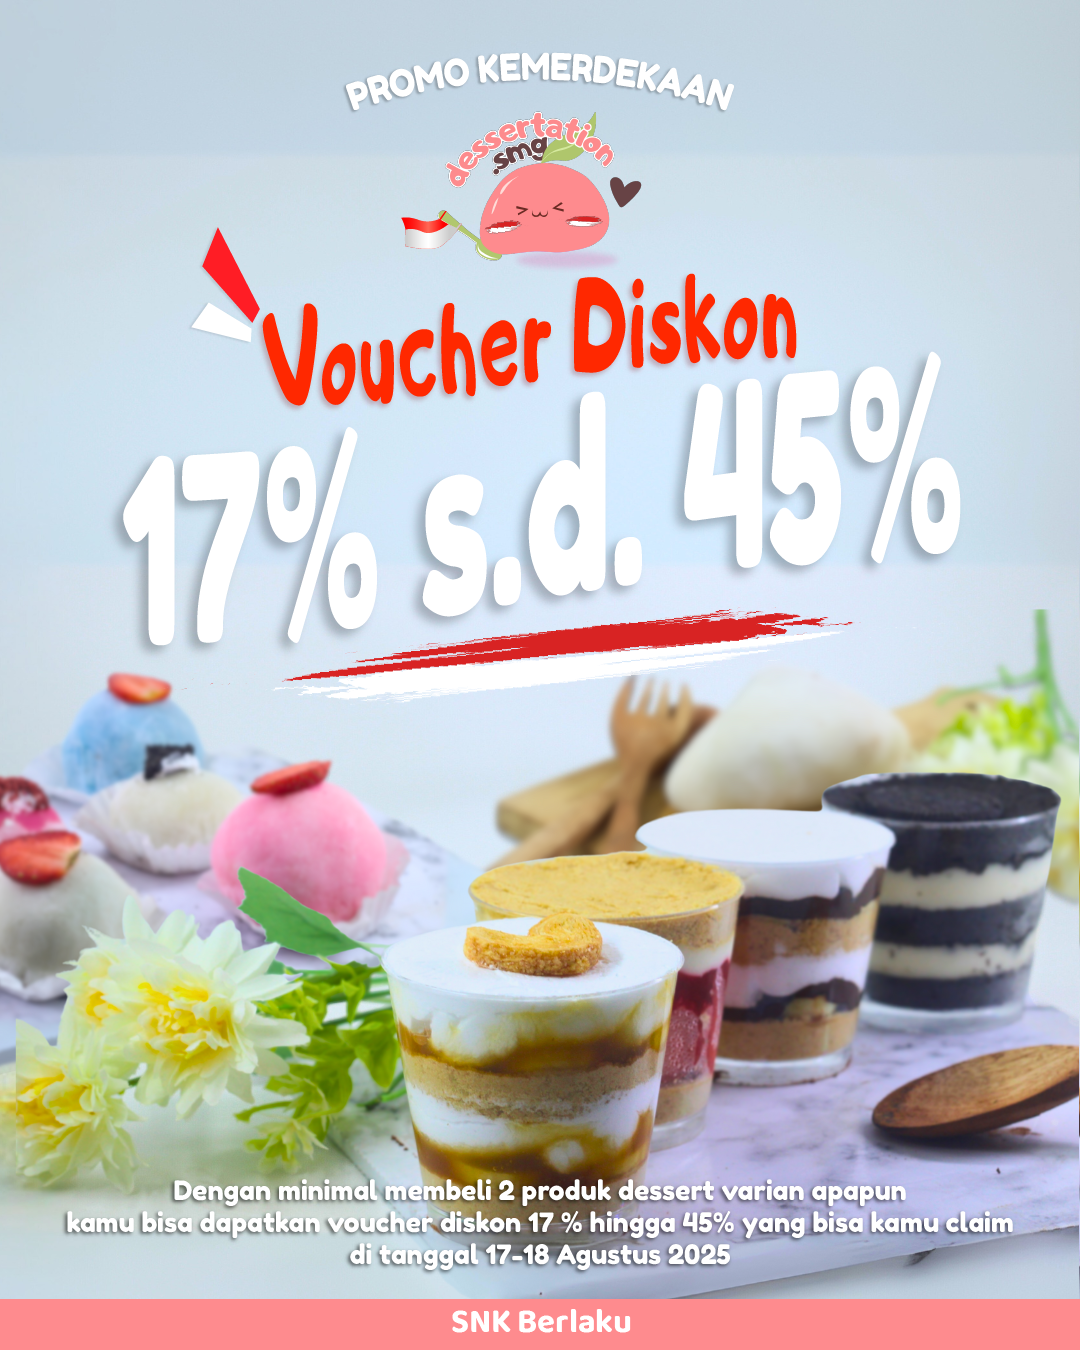 PROMO KEMERDEKAAN
dessertation
.smg
Voucher Diskon
17% s.d. 45%
Dengan minimal membeli 2 produk dessert varian apapun
kamu bisa dapatkan voucher diskon 17 % hingga 45% yang bisa kamu claim
di tanggal 17-18 Agustus 2025
SNK Berlaku